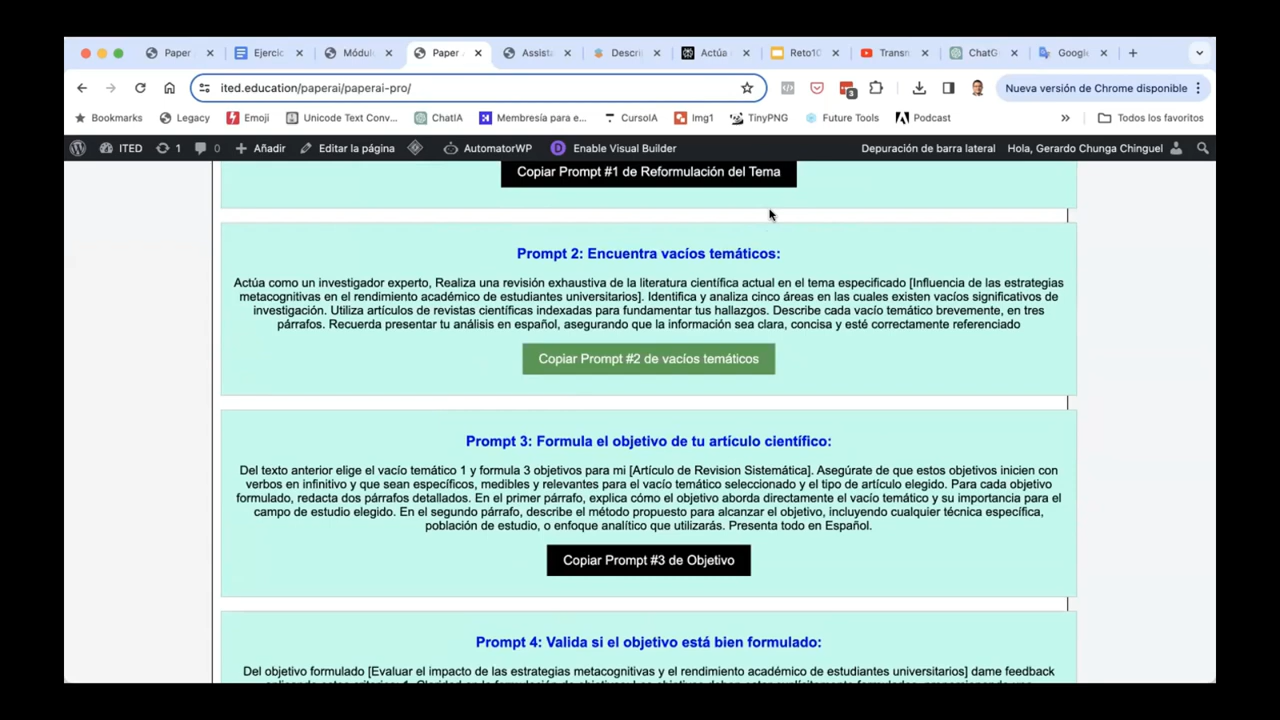 Paper
Ejercic
Módul
Paper
Assist
Descri
Actúa
Reto10
Transn
ChatG
Google
ited.education/paperai/paperai-pro/
3
Nueva versión de Chrome disponible
Bookmarks
Legacy
Emoji
Unicode Text Conv...
ChatIA
Membresía para e...
CursoIA
Img1
TinyPNG
Future Tools
Podcast
Todos los favoritos
ITED
1
0
Añadir
Editar la página
AutomatorWP
Enable Visual Builder
Depuración de barra lateral
Hola, Gerardo Chunga Chinguel
Copiar Prompt #1 de Reformulación del Tema
Prompt 2: Encuentra vacíos temáticos:
Actúa como un investigador experto, Realiza una revisión exhaustiva de la literatura científica actual en el tema especificado [Influencia de las estrategias
metacognitivas en el rendimiento académico de estudiantes universitarios]. Identifica y analiza cinco áreas en las cuales existen vacíos significativos de
investigación. Utiliza artículos de revistas científicas indexadas para fundamentar tus hallazgos. Describe cada vacío temático brevemente, en tres
párrafos. Recuerda presentar tu análisis en español, asegurando que la información sea clara, concisa y esté correctamente referenciado
Copiar Prompt #2 de vacíos temáticos
Prompt 3: Formula el objetivo de tu artículo científico:
Del texto anterior elige el vacío temático 1 y formula 3 objetivos para mi [Artículo de Revision Sistemática]. Asegúrate de que estos objetivos inicien con
verbos en infinitivo y que sean específicos, medibles y relevantes para el vacío temático seleccionado y el tipo de artículo elegido. Para cada objetivo
formulado, redacta dos párrafos detallados. En el primer párrafo, explica cómo el objetivo aborda directamente el vacío temático y su importancia para el
campo de estudio elegido. En el segundo párrafo, describe el método propuesto para alcanzar el objetivo, incluyendo cualquier técnica específica,
población de estudio, o enfoque analítico que utilizarás. Presenta todo en Español.
Copiar Prompt #3 de Objetivo
Prompt 4: Valida si el objetivo está bien formulado:
Del objetivo formulado [Evaluar el impacto de las estrategias metacognitivas y el rendimiento académico de estudiantes universitarios] dame feedback